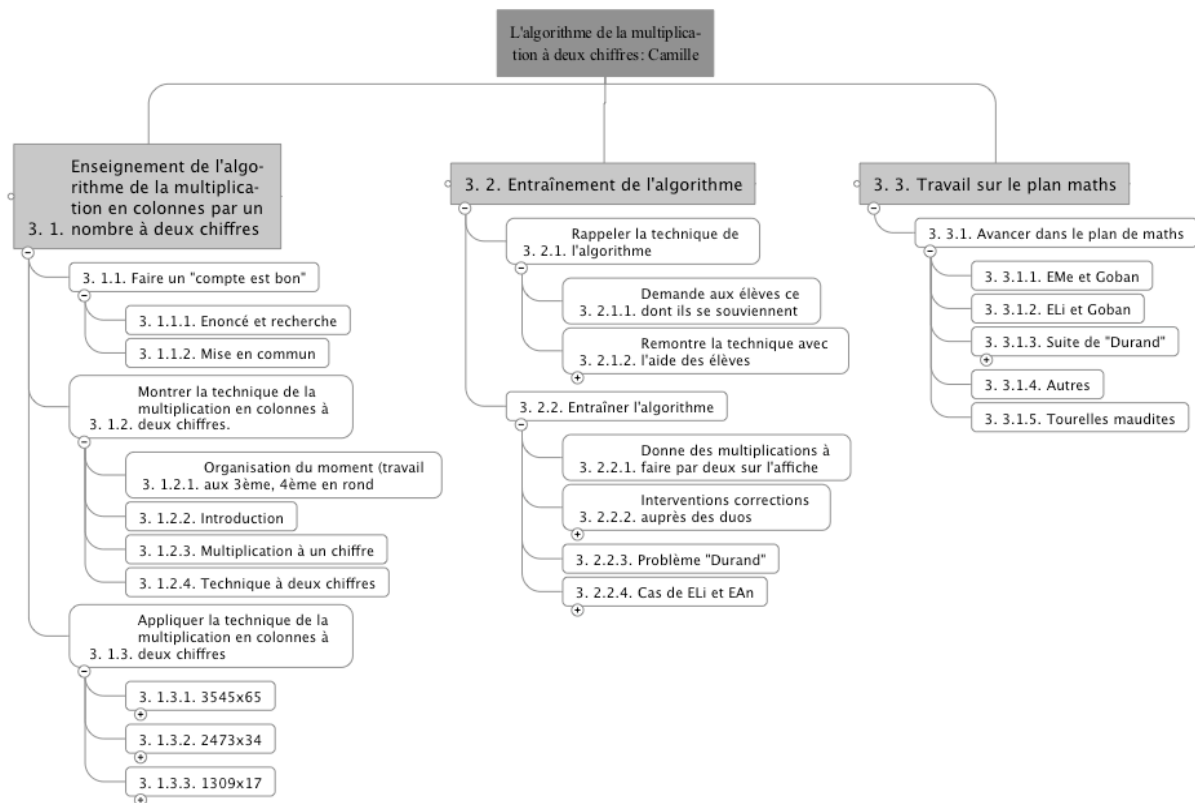 L'algorithme de la multiplica-
tion à deux chiffres: Camille
Enseignement de l'algo-
rithme de la multiplica-
tion en colonnes par un
3. 1. nombre à deux chiffres
3. 1.1. Faire un "compte est bon"
3. 1.1.1. Enoncé et recherche
3. 1.1.2. Mise en commun
Montrer la technique de la
multiplication en colonnes à
3. 1.2. deux chiffres.
Organisation du moment (travail
3. 1.2.1. aux 3ème, 4ème en rond
3. 1.2.2. Introduction
3. 1.2.3. Multiplication à un chiffre
3. 1.2.4. Technique à deux chiffres
Appliquer la technique de la
multiplication en colonnes à
3. 1.3. deux chiffres
3. 1.3.1. 3545x65
3. 1.3.2. 2473x34
3. 1.3.3. 1309x17
3. 2. Entraînement de l'algorithme
Rappeler la technique de
3. 2.1. l'algorithme
Demande aux élèves ce
3. 2.1.1. dont ils se souviennent
Remontre la technique avec
3. 2.1.2. l'aide des élèves
3. 2.2. Entraîner l'algorithme
Donne des multiplications à
3. 2.2.1. faire par deux sur l'affiche
Interventions corrections
3. 2.2.2. auprès des duos
3. 2.2.3. Problème "Durand"
3. 2.2.4. Cas de ELi et EAn
3. 3. Travail sur le plan maths
3. 3.1. Avancer dans le plan de maths
3. 3.1.1. EMe et Goban
3. 3.1.2. ELi et Goban
3. 3.1.3. Suite de "Durand"
3. 3.1.4. Autres
3. 3.1.5. Tourelles maudites